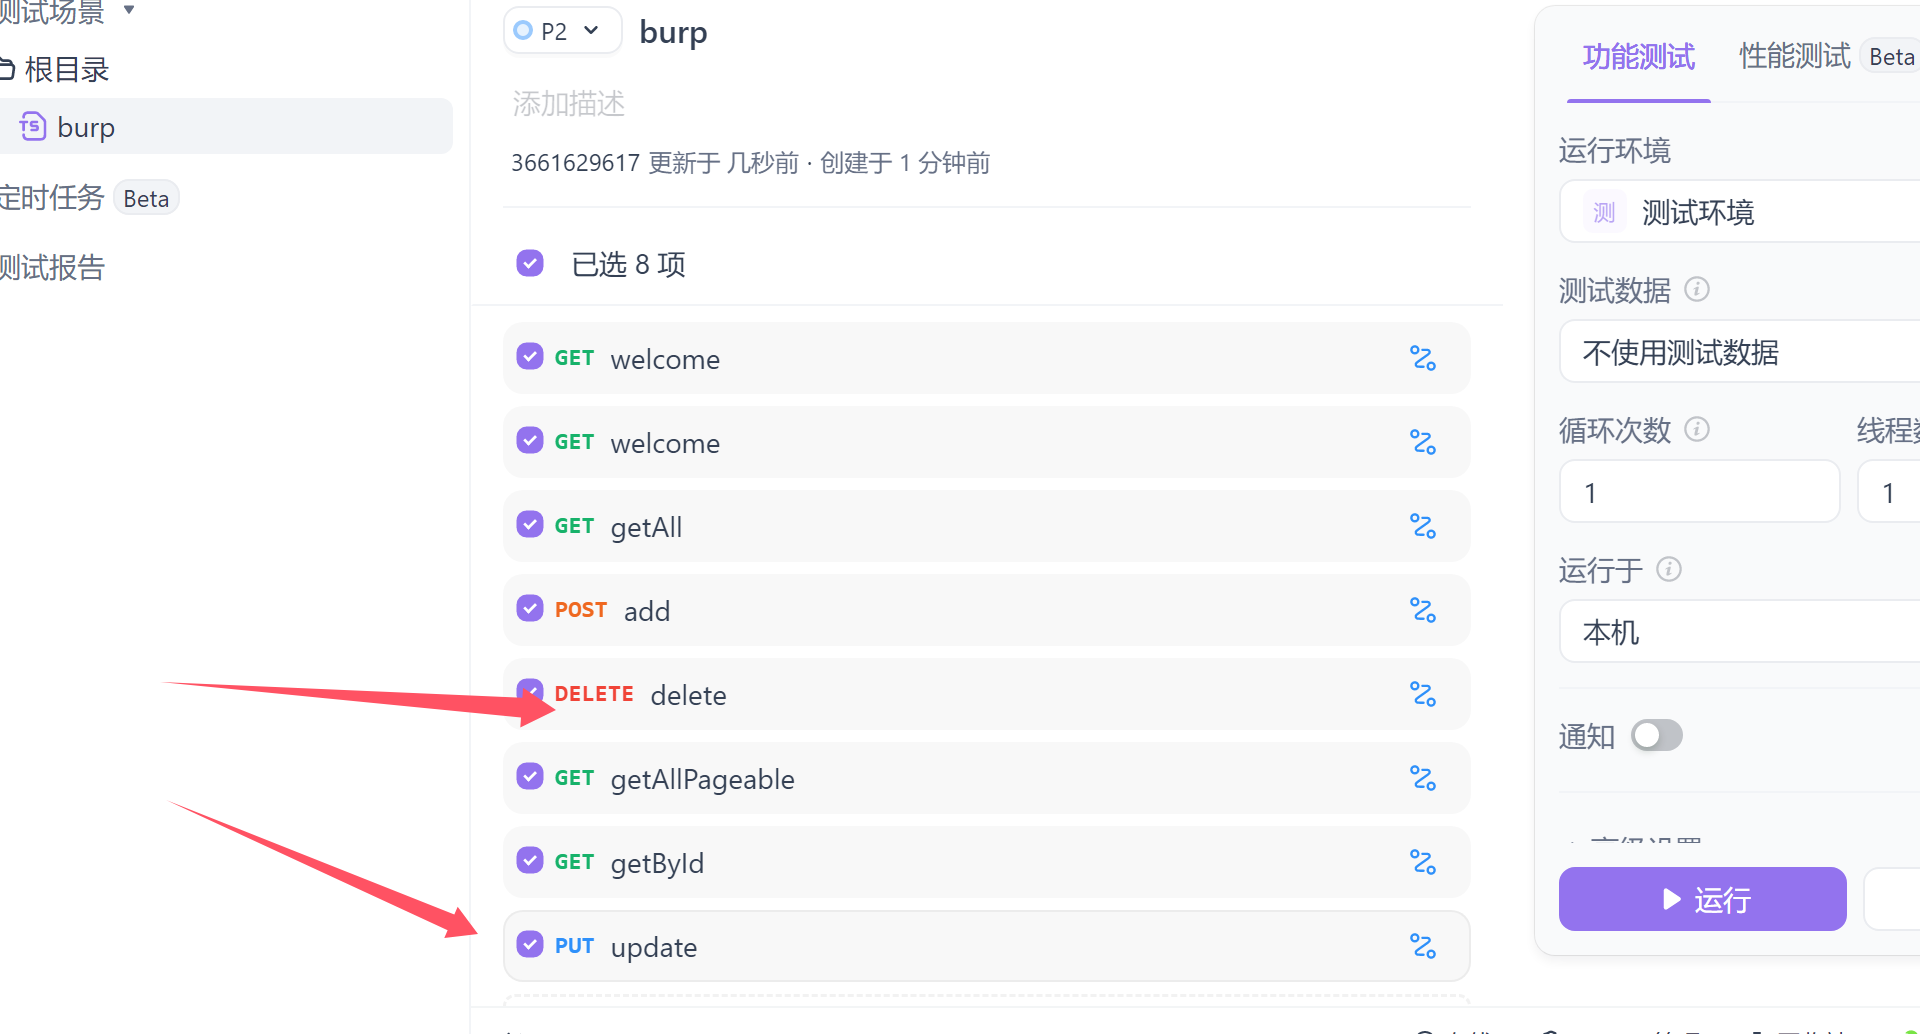 测试场景
根目录
burp
定时任务 Beta
测试报告
P2 burp
添加描述
3661629617 更新于 几秒前 · 创建于 1 分钟前
已选 8 项
GET welcome
GET welcome
GET getAll
POST add
DELETE delete
GET getAllPageable
GET getById
PUT update
功能测试 性能测试 Beta
运行环境
测 测试环境
测试数据
不使用测试数据
循环次数 线程数
1 1
运行于
本机
通知
高级设置
运行